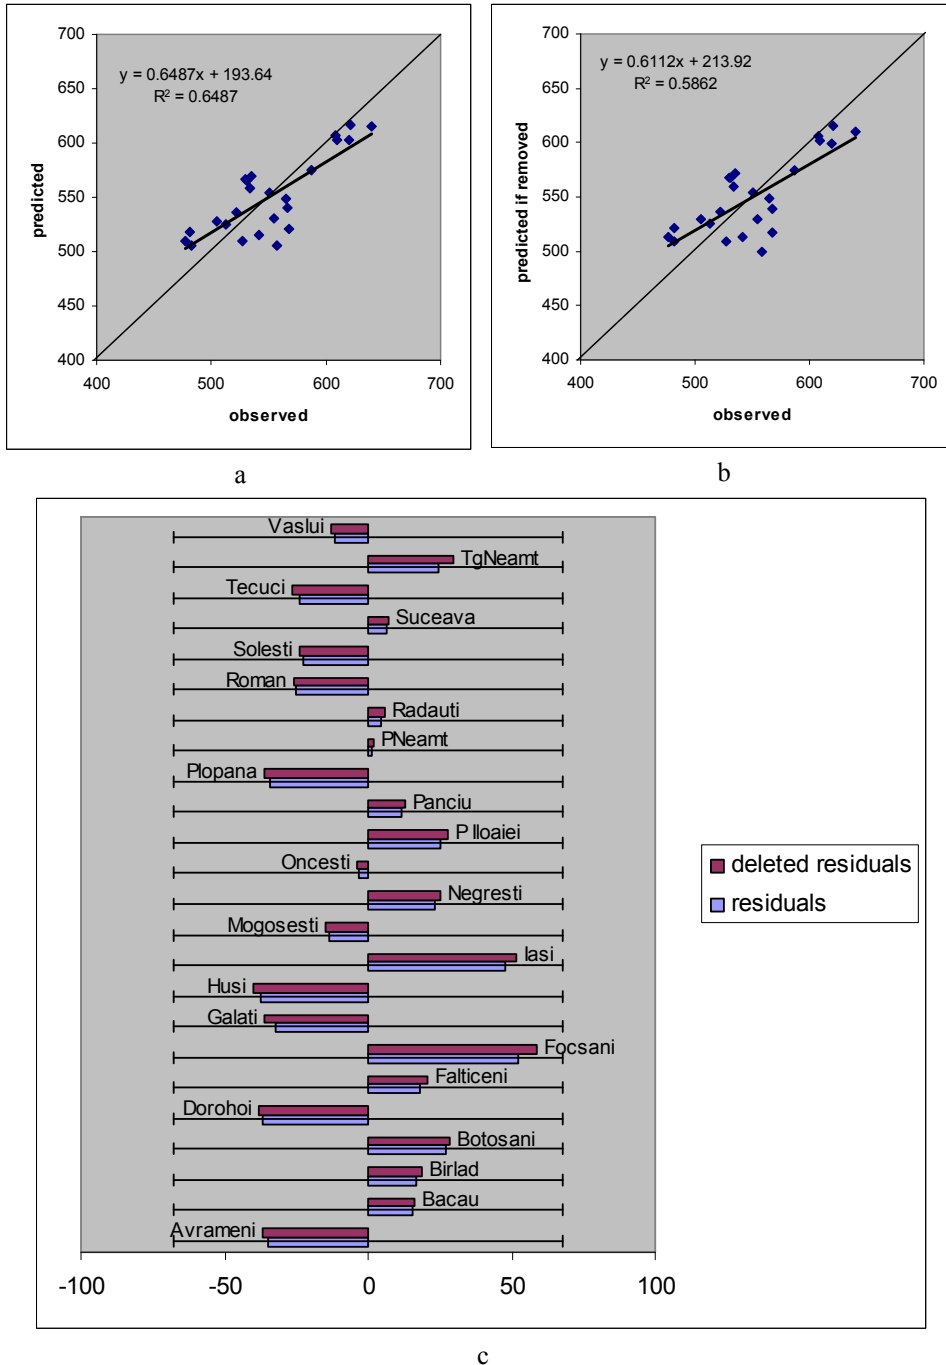 700
650
600
550
500
450
400
400
500
600
700
predicted
observed
y = 0.6487x + 193.64
R² = 0.6487
a
700
650
600
550
500
450
400
400
500
600
700
predicted if removed
observed
y = 0.6112x + 213.92
R² = 0.5862
b
Vaslui
TgNeamt
Tecuci
Suceava
Solesti
Roman
Radauti
PNeamt
Plopana
Panciu
P Iloaiei
Oncesti
Negresti
Mogosesti
Iasi
Husi
Galati
Focsani
Falticeni
Dorohoi
Botosani
Birlad
Bacau
Avrameni
-100
-50
0
50
100
deleted residuals
residuals
c